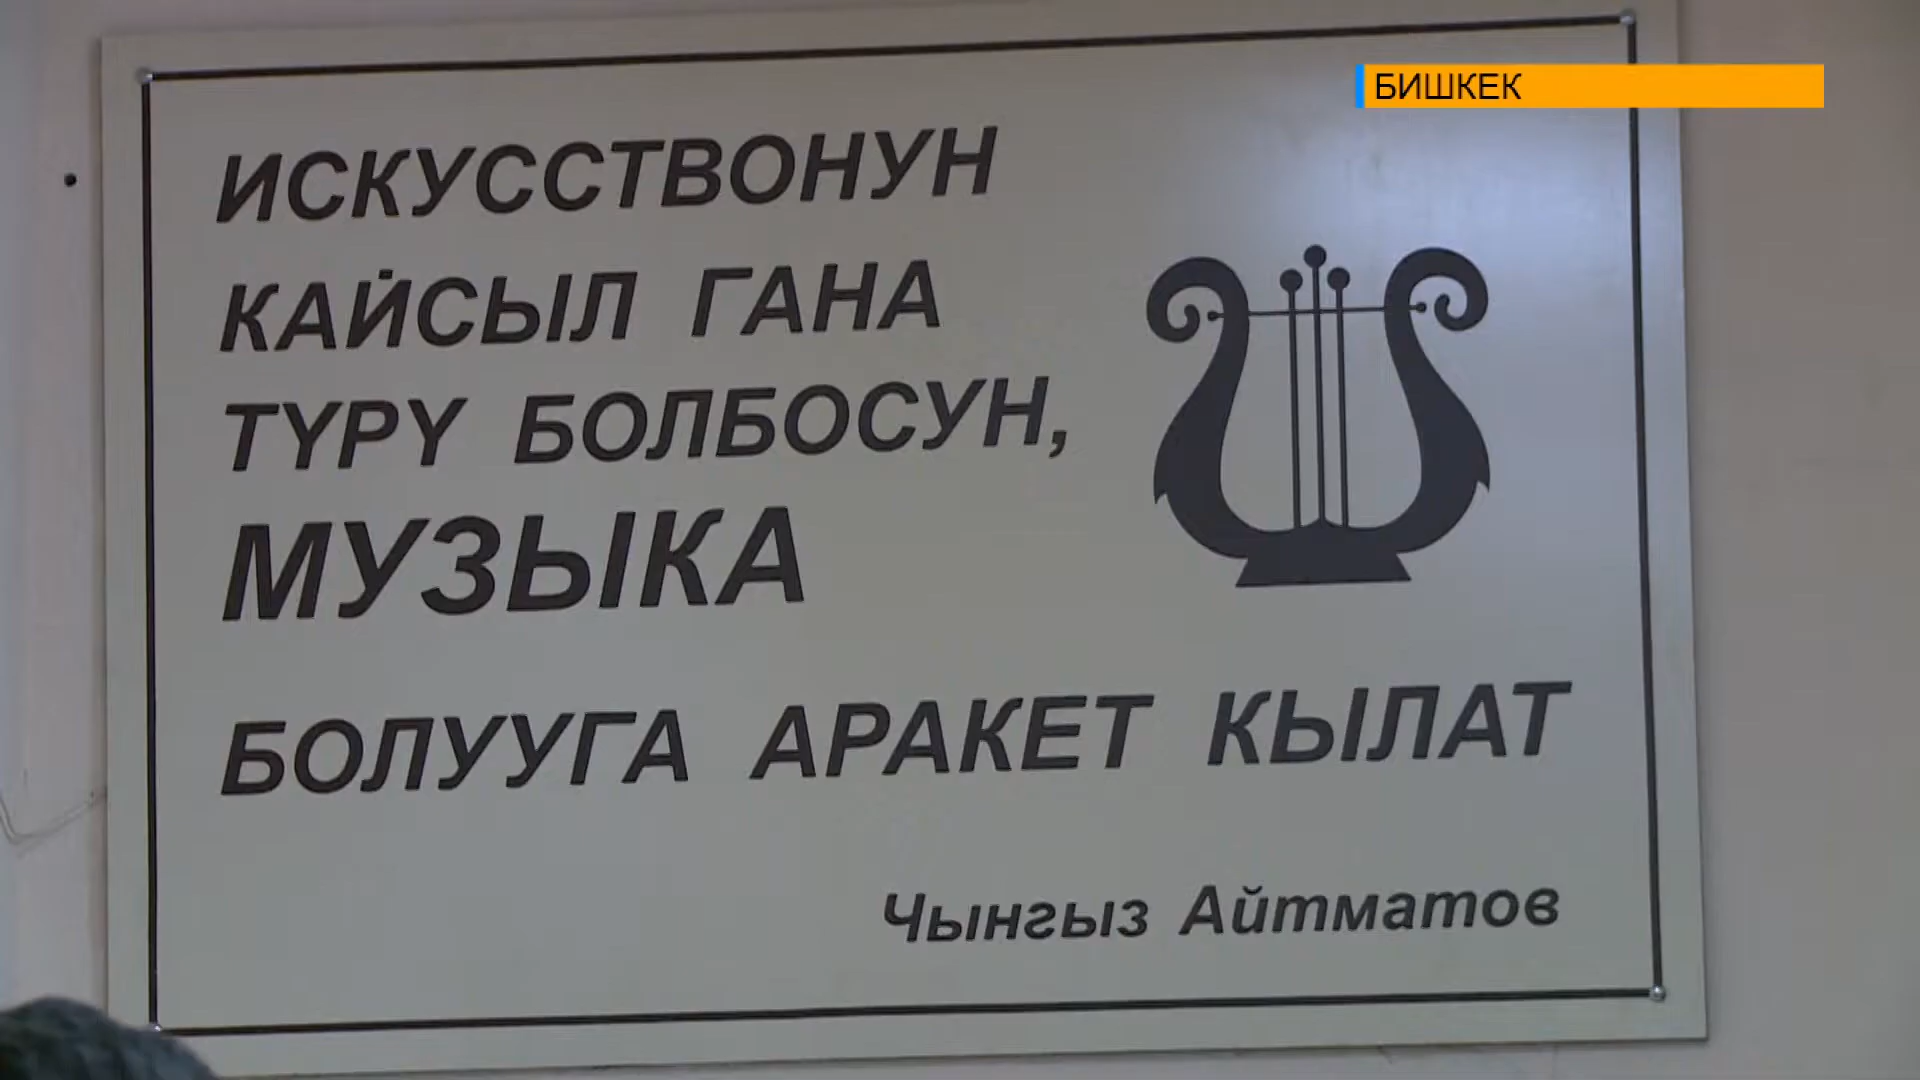 БИШКЕК
ИСКУССТВОНУН
КАЙСЫЛ ГАНА
ТҮРҮ БОЛБОСУН,
МУЗЫКА
БОЛУУГА АРАКЕТ КЫЛАТ
Чынгыз Айтматов